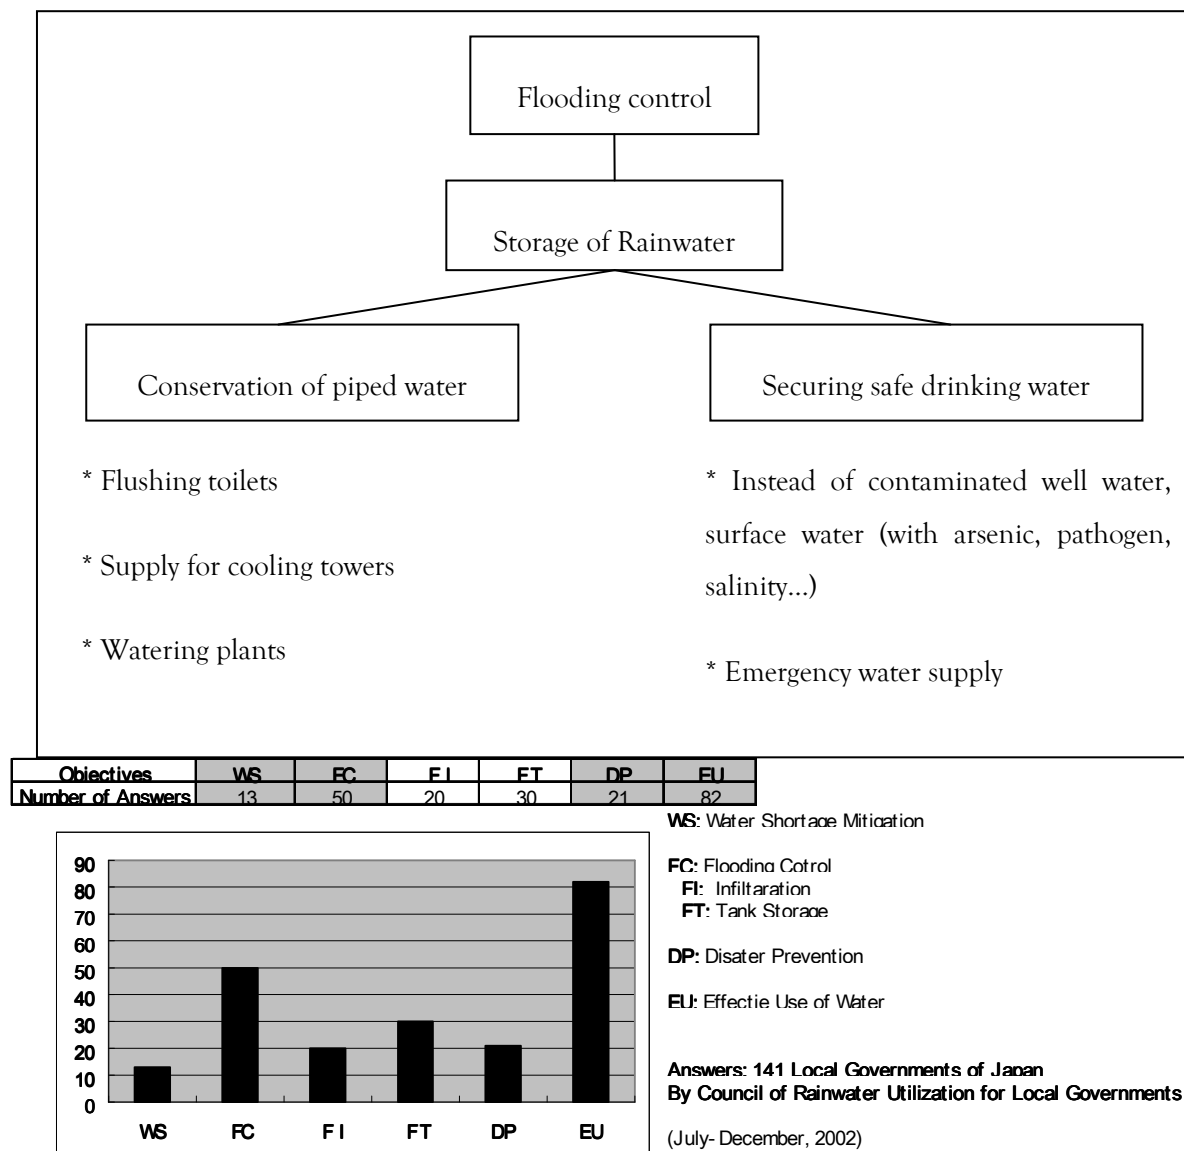 Flooding control
Storage of Rainwater
Conservation of piped water
Securing safe drinking water
* Flushing toilets
* Supply for cooling towers
* Watering plants
* Instead of contaminated well water,
surface water (with arsenic, pathogen,
salinity...)
* Emergency water supply
Objectives WS FC F I FT DP EU
Number of Answers 13 50 20 30 21 82
WS: Water Shortage Mitigation
FC: Flooding Cotrol
FI: Infiltaration
FT: Tank Storage
DP: Disater Prevention
EU: Effectie Use of Water
Answers: 141 Local Governments of Japan
By Council of Rainwater Utilization for Local Governments
(July-December, 2002)
90
80
70
60
50
40
30
20
10
0
WS FC F I FT DP EU